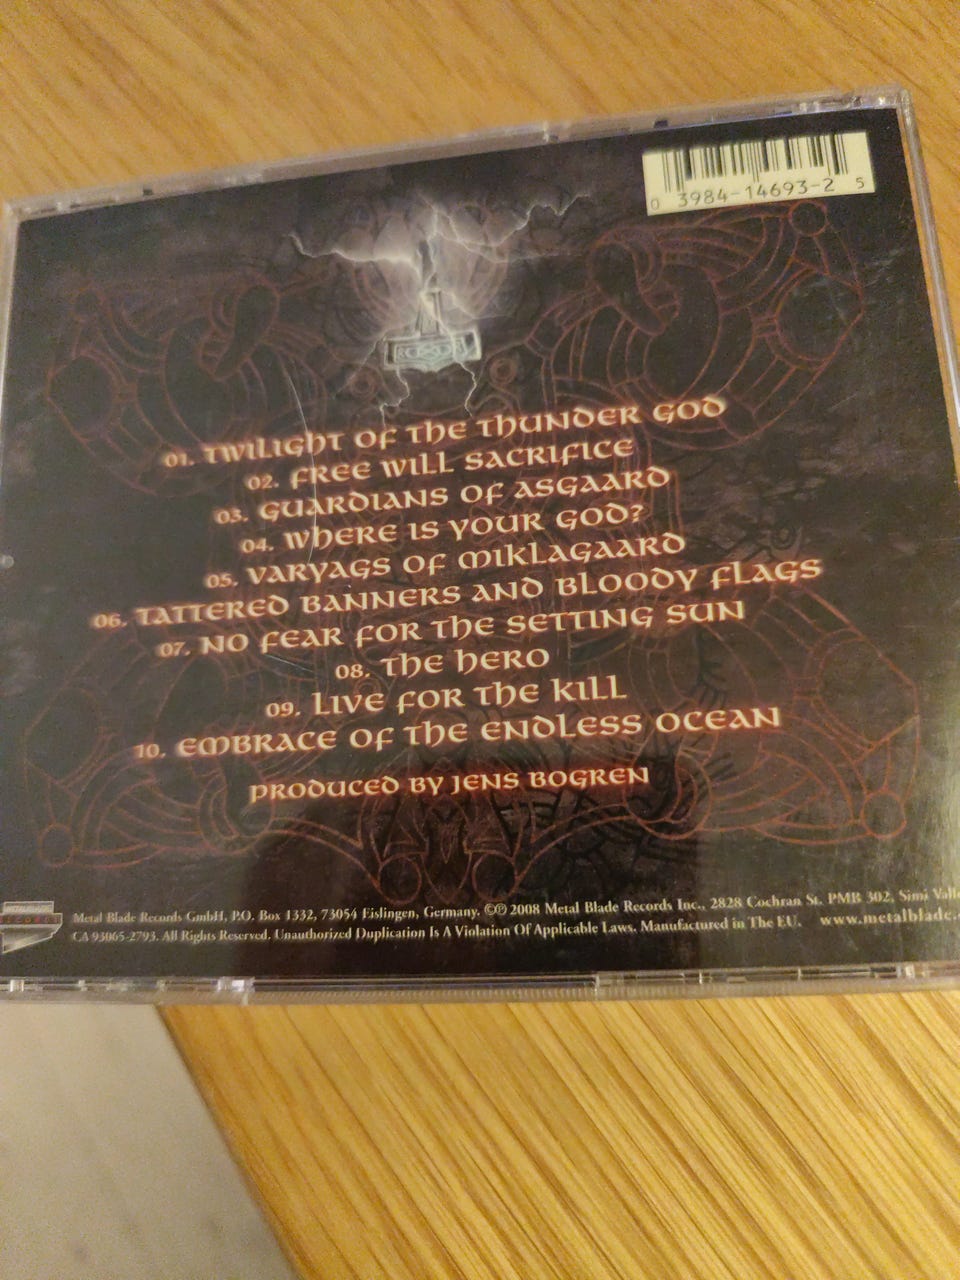 0 3984-14693-2 5
01. TWILIGHT OF THE THUNDER GOD
02. FREE WILL SACRIFICE
03. GUARDIANS OF ASGAARD
04. WHERE IS YOUR GOD?
05. VARYAGS OF MIKLAGAARD
06. TATTERED BANNERS AND BLOODY FLAGS
07. NO FEAR FOR THE SETTING SUN
08. THE HERO
09. LIVE FOR THE KILL
10. EMBRACE OF THE ENDLESS OCEAN
PRODUCED BY JENS BOGREN
Metal Blade Records GmbH, P.O. Box 1332, 73054 Eislingen, Germany. ©℗ 2008 Metal Blade Records Inc., 2828 Cochran St. PMB 302, Simi
CA 93065-2793. All Rights Reserved. Unauthorized Duplication Is A Violation Of Applicable Laws. Manufactured in The EU. www.metalblade.